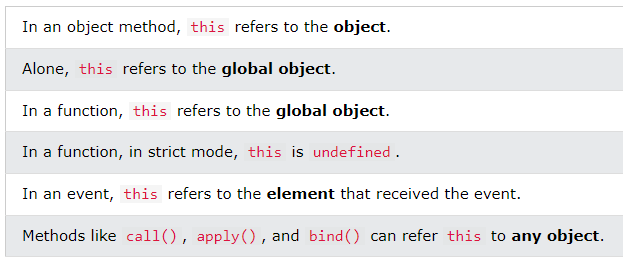 In an object method, this refers to the object.
Alone, this refers to the global object.
In a function, this refers to the global object.
In a function, in strict mode, this is undefined.
In an event, this refers to the element that received the event.
Methods like call(), apply(), and bind() can refer this to any object.